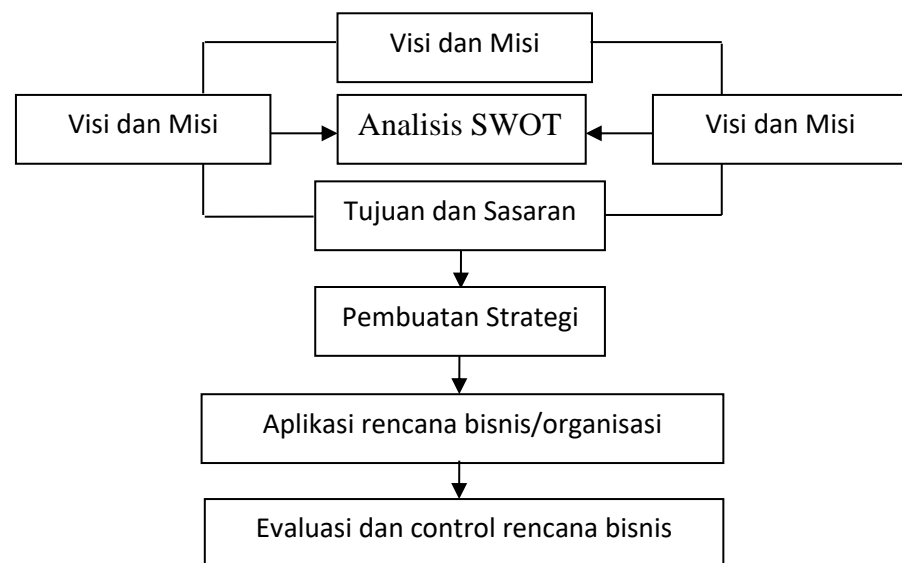 Visi dan Misi
Visi dan Misi
Analisis SWOT
Visi dan Misi
Tujuan dan Sasaran
Pembuatan Strategi
Aplikasi rencana bisnis/organisasi
Evaluasi dan control rencana bisnis